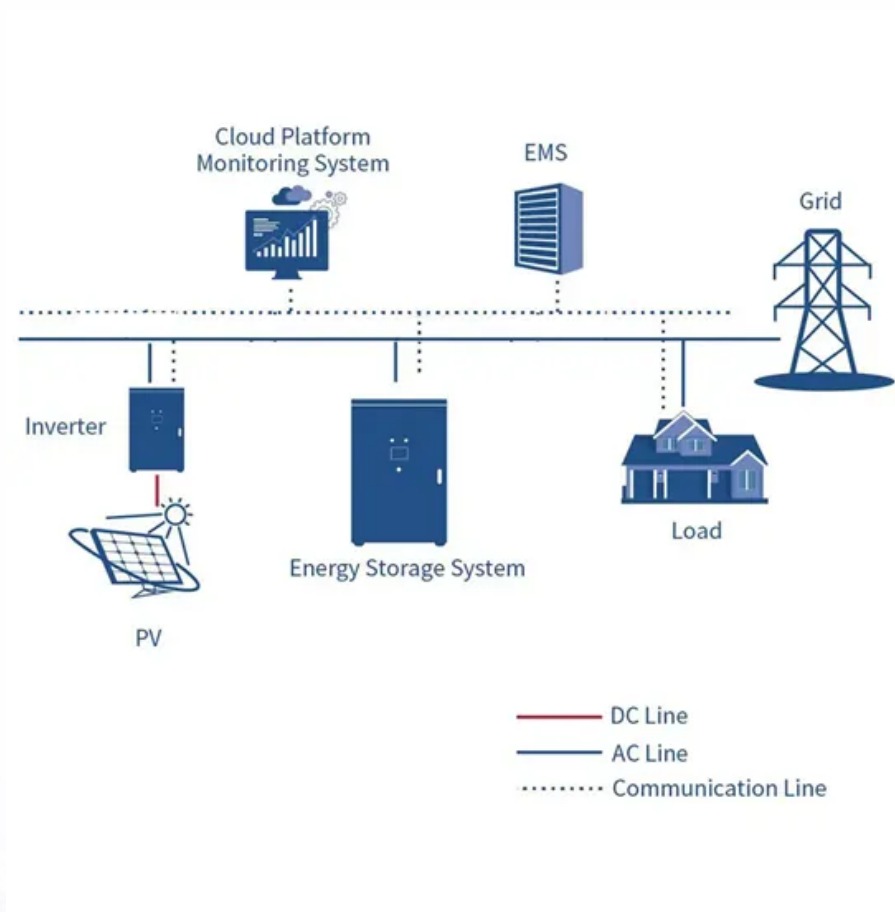 Cloud Platform
Monitoring System
EMS
Grid
Inverter
Load
Energy Storage System
PV
DC Line
AC Line
Communication Line